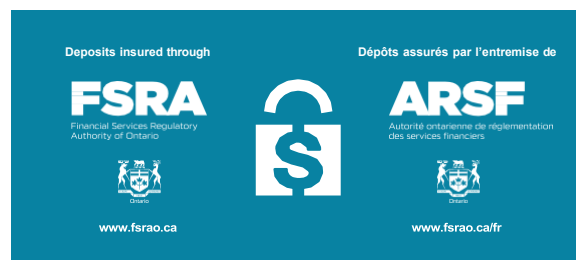 Deposits insured through
FSRA
Financial Services Regulatory
Authority of Ontario
Ontario
www.fsrao.ca
$
Dépôts assurés par l'entremise de
ARSF
Autorité ontarienne de réglementation
des services financiers
Ontario
www.fsrao.ca/fr